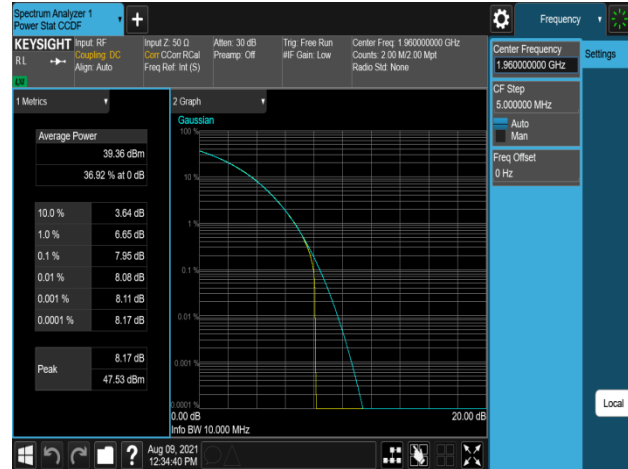 Spectrum Analyzer 1
Power Stat CCDF
+
Frequency
KEYSIGHT
RL
LW
Input: RF
Coupling: DC
Align: Auto
Input Z: 50 Ω
Corr CCorr RCal
Freq Ref: Int (S)
Atten: 30 dB
Preamp: Off
Trig: Free Run
#IF Gain: Low
Center Freq: 1.960000000 GHz
Counts: 2.00 M/2.00 Mpt
Radio Std: None
Center Frequency
1.960000000 GHz
Settings
CF Step
5.000000 MHz
Auto
Man
Freq Offset
0 Hz
1 Metrics
Average Power
39.36 dBm
36.92 % at 0 dB
10.0 % 3.64 dB
1.0 % 6.65 dB
0.1 % 7.95 dB
0.01 % 8.08 dB
0.001 % 8.11 dB
0.0001 % 8.17 dB
Peak
8.17 dB
47.53 dBm
2 Graph
Gaussian
100 %
10 %
1 %
0.1 %
0.01 %
0.001 %
0.0001 %
0.00 dB 20.00 dB
Info BW 10.000 MHz
Local
?
Aug 09, 2021
12:34:40 PM